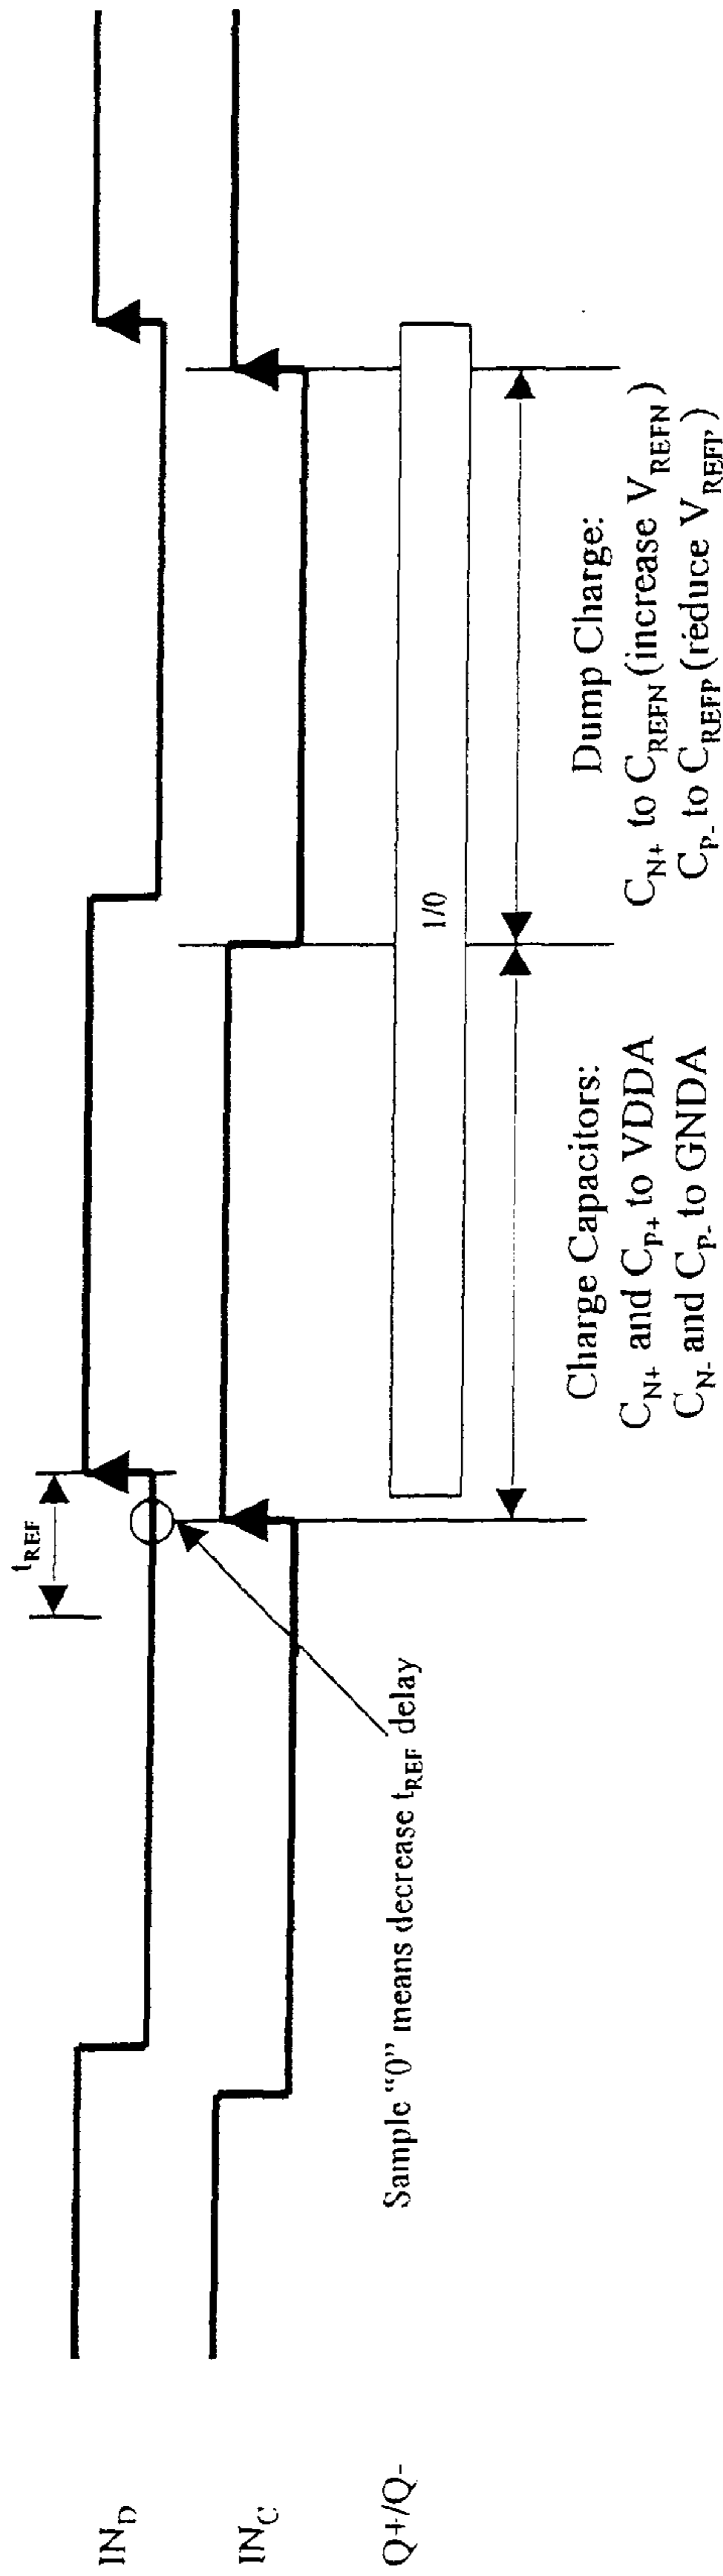 t_REF
IN_D
IN_C
Sample “0” means decrease t_REF delay
Q+/Q-
1/0
Charge Capacitors:
C_N+ and C_P+ to VDDA
C_N- and C_P- to GNDA
Dump Charge:
C_N+ to C_REFN (increase V_REFN)
C_P- to C_REFP (reduce V_REFP)